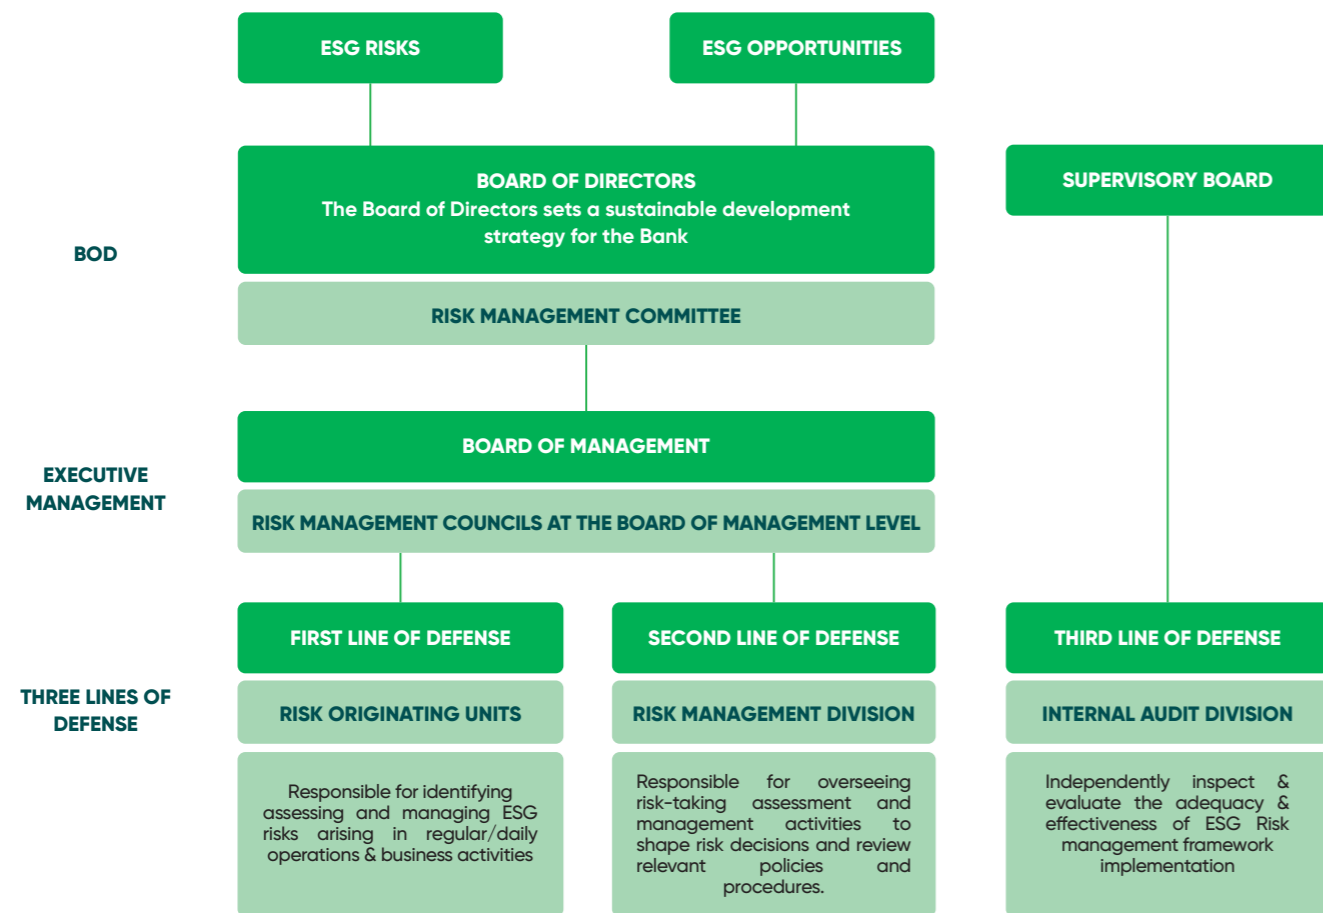 ESG RISKS
ESG OPPORTUNITIES
BOD
BOARD OF DIRECTORS
The Board of Directors sets a sustainable development
strategy for the Bank
SUPERVISORY BOARD
RISK MANAGEMENT COMMITTEE
EXECUTIVE
MANAGEMENT
BOARD OF MANAGEMENT
RISK MANAGEMENT COUNCILS AT THE BOARD OF MANAGEMENT LEVEL
THREE LINES OF
DEFENSE
FIRST LINE OF DEFENSE
RISK ORIGINATING UNITS
Responsible for identifying
assessing and managing ESG
risks arising in regular/daily
operations & business activities
SECOND LINE OF DEFENSE
RISK MANAGEMENT DIVISION
Responsible for overseeing
risk-taking assessment and
management activities to
shape risk decisions and review
relevant policies and
procedures.
THIRD LINE OF DEFENSE
INTERNAL AUDIT DIVISION
Independently inspect &
evaluate the adequacy &
effectiveness of ESG Risk
management framework
implementation